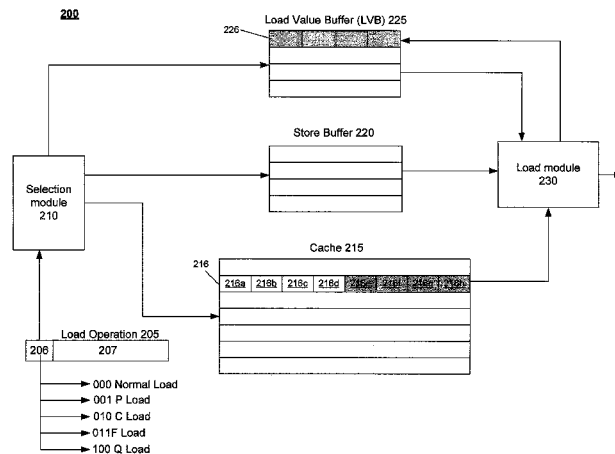 200
Load Value Buffer (LVB) 225
226
Store Buffer 220
Selection
module
210
Load module
230
Cache 215
216
216a 216b 216c 216d
Load Operation 205
206 207
000 Normal Load
001 P Load
010 C Load
011F Load
100 Q Load